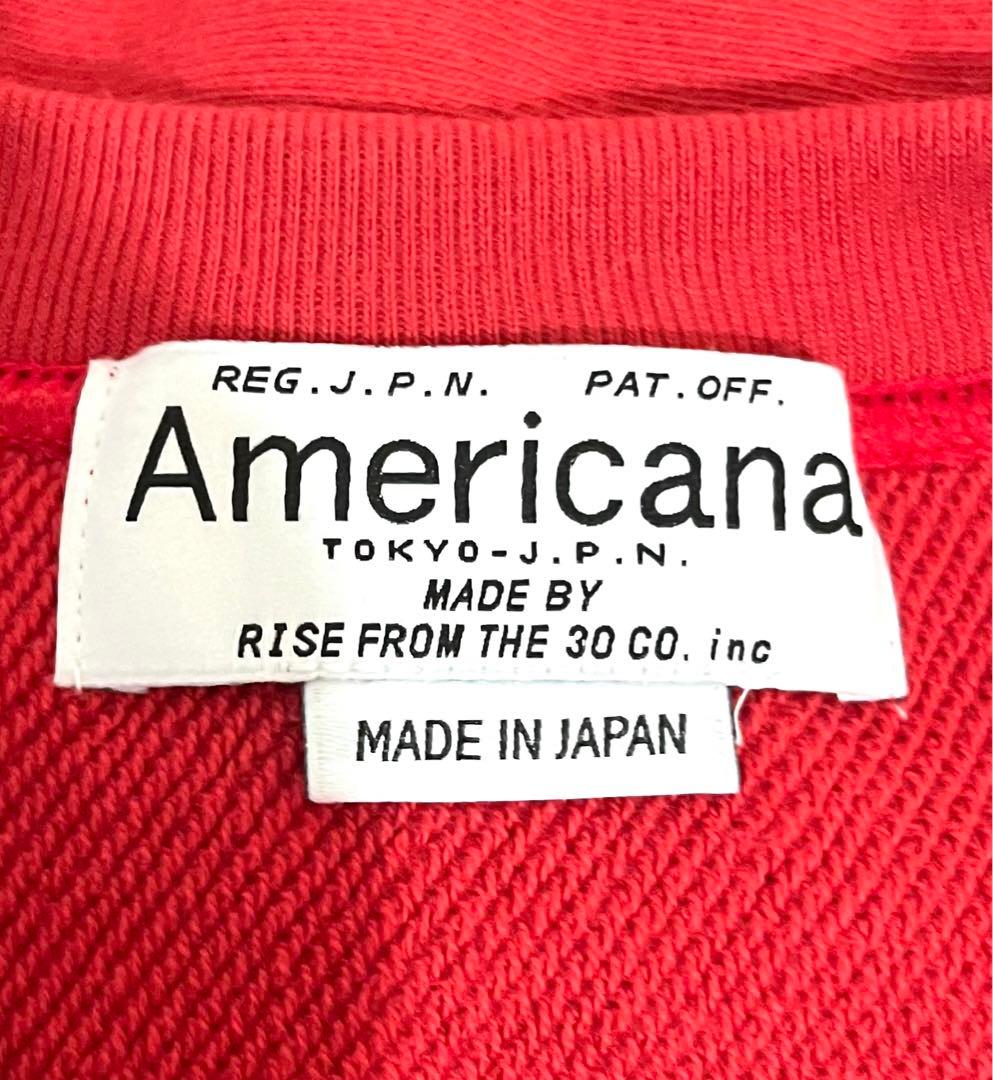 REG.J.P.N. PAT.OFF.
Americana
TOKYO-J.P.N.
MADE BY
RISE FROM THE 30 CO. inc
MADE IN JAPAN